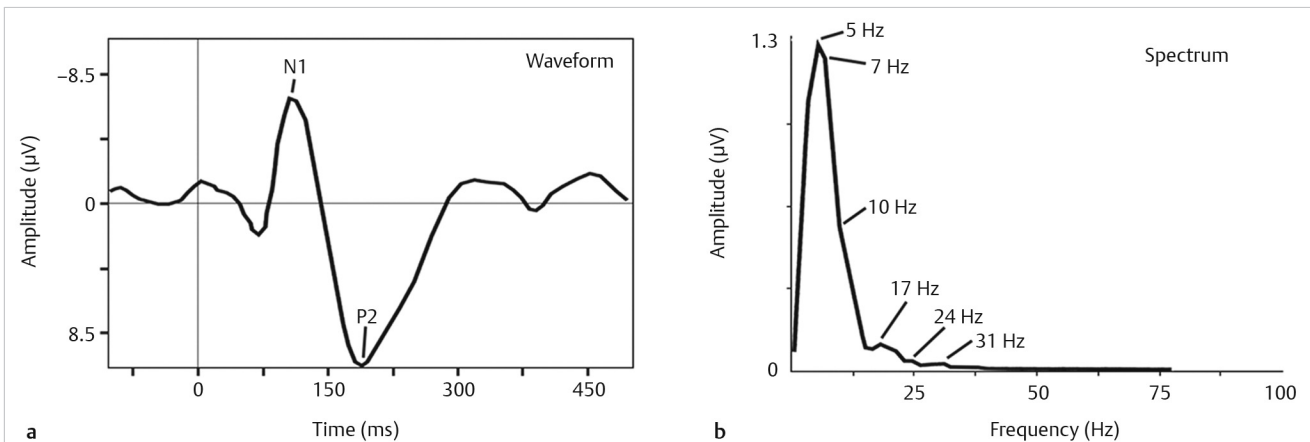 Waveform
N1
P2
−8.5
0
8.5
Amplitude (µV)
0
150
300
450
Time (ms)
a
Spectrum
5 Hz
7 Hz
10 Hz
17 Hz
24 Hz
31 Hz
1.3
0
Amplitude (µV)
25
50
75
100
Frequency (Hz)
b